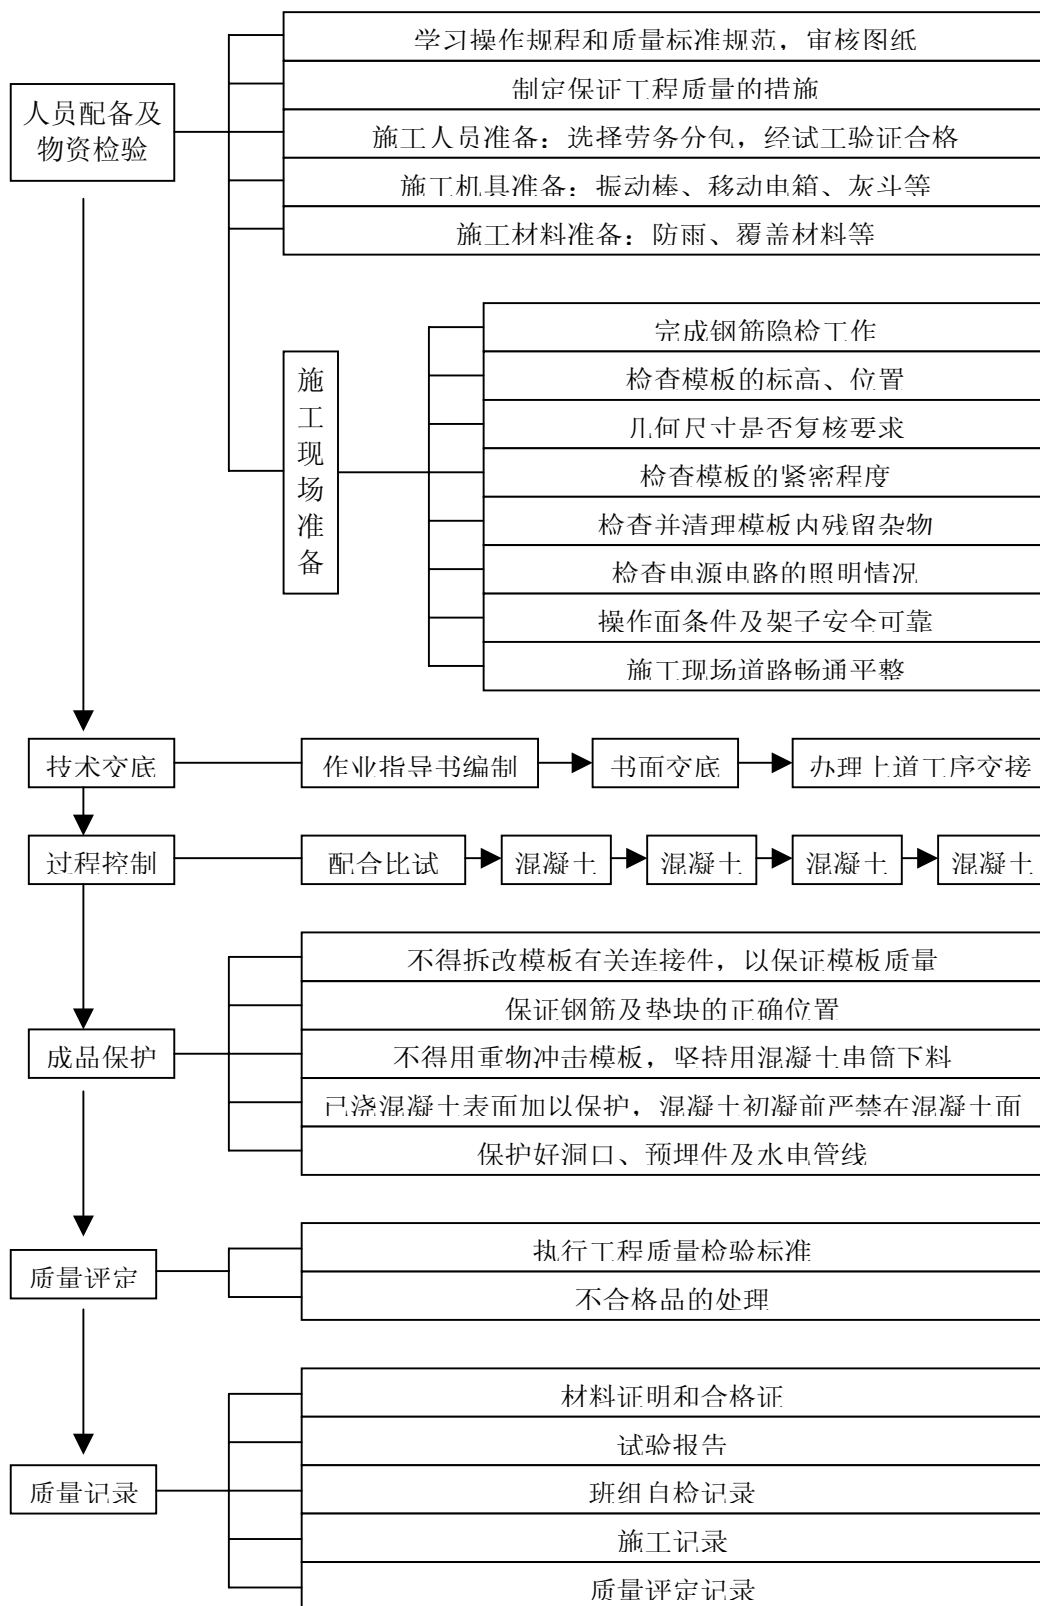 学习操作规程和质量标准规范，审核图纸
制定保证工程质量的措施
人员配备及
物资检验
施工人员准备：选择劳务分包，经试工验证合格
施工机具准备：振动棒、移动电箱、灰斗等
施工材料准备：防雨、覆盖材料等
施工现场准备
完成钢筋隐检工作
检查模板的标高、位置
几何尺寸是否复核要求
检查模板的紧密程度
检查并清理模板内残留杂物
检查电源电路的照明情况
操作面条件及架子安全可靠
施工现场道路畅通平整
技术交底
作业指导书编制
书面交底
办理上道工序交接
过程控制
配合比试
混凝土
混凝土
混凝土
混凝土
成品保护
不得拆改模板有关连接件，以保证模板质量
保证钢筋及垫块的正确位置
不得用重物冲击模板，坚持用混凝土串筒下料
已浇混凝土表面加以保护，混凝土初凝前严禁在混凝土面
保护好洞口、预埋件及水电管线
质量评定
执行工程质量检验标准
不合格品的处理
质量记录
材料证明和合格证
试验报告
班组自检记录
施工记录
质量评定记录